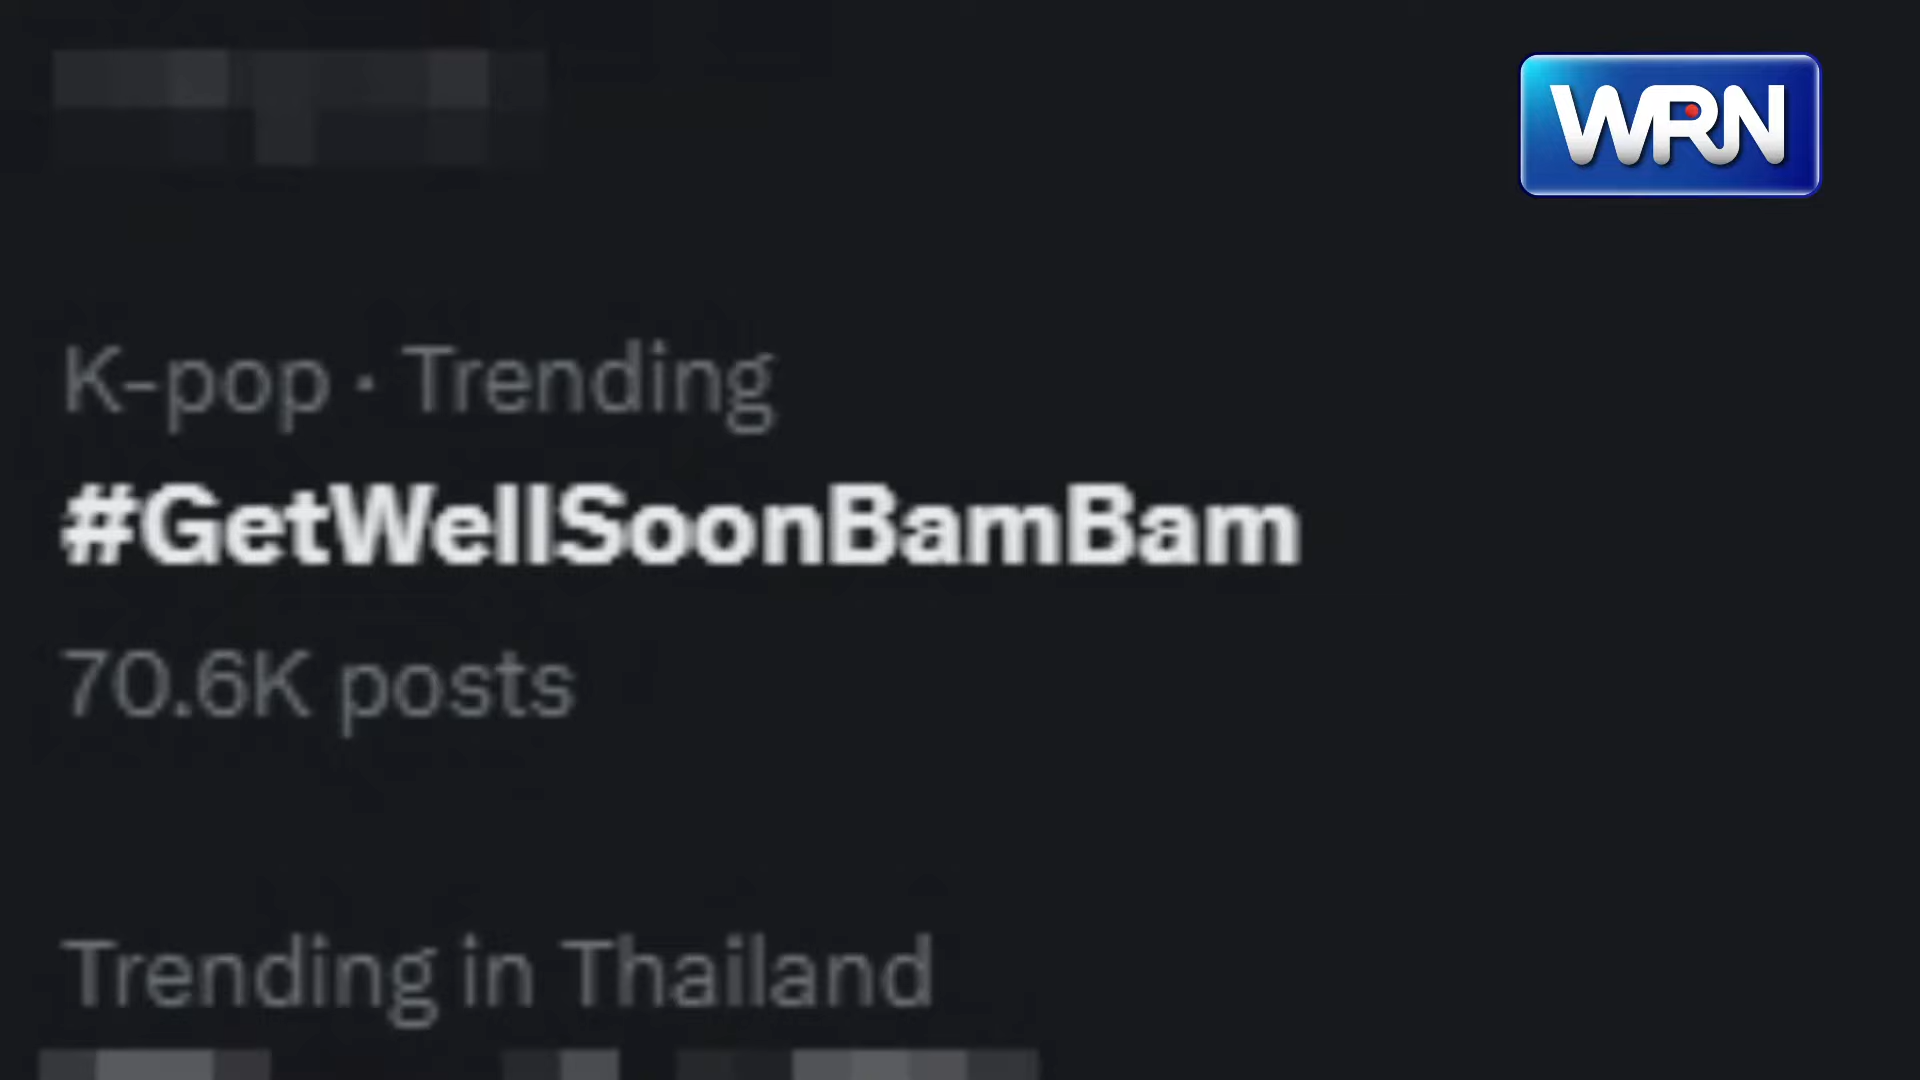 WRN
K-pop · Trending
#GetWellSoonBamBam
70.6K posts
Trending in Thailand